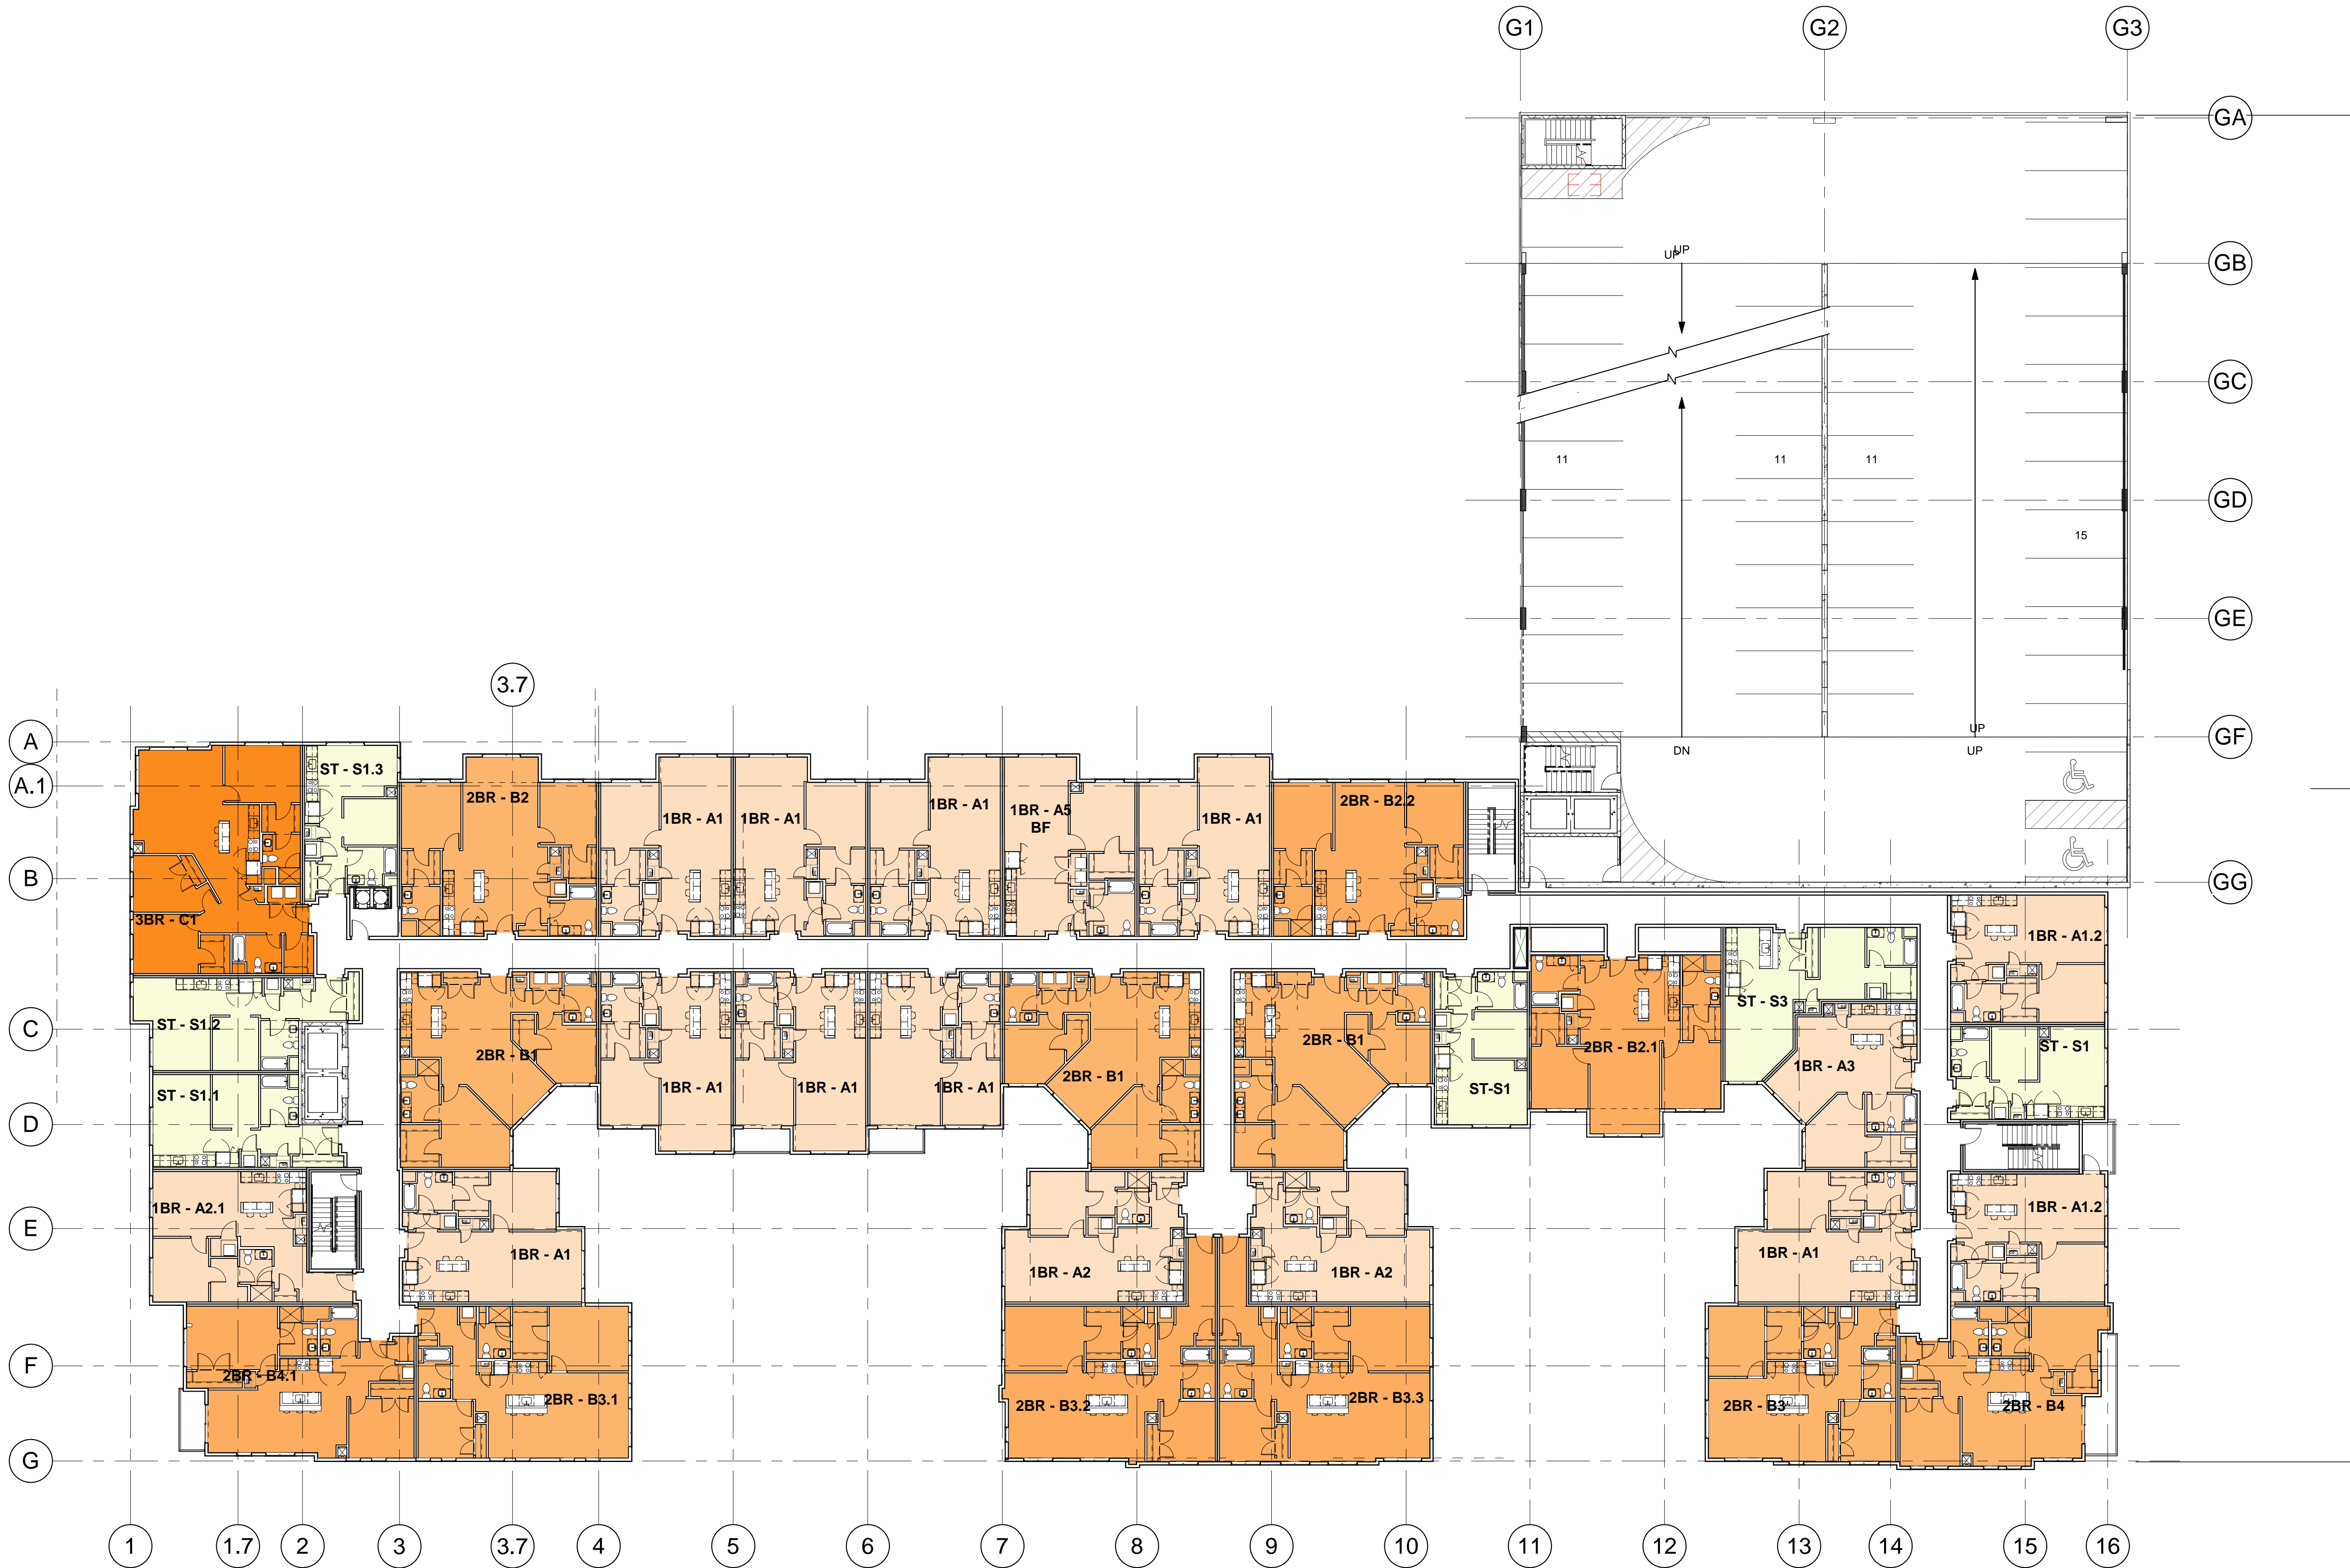 G1
G2
G3
GA
UP
UP
GB
1
GC
11
11
11
GD
15
GE
3.7
UP
A
DN
UP
GF
ST - S1.3
A.1
2BR - B2
1BR - A1
1BR - A1
1BR - A1
1BR - A5
BF
1BR - A1
2BR - B2.2
B
GG
3BR - C1
1BR - A1.2
ST - S3
C
ST - S1.2
2BR - B1
2BR - B1
2BR - B1
2BR - B2.1
ST - S1
1BR - A3
ST - S1.1
1BR - A1
1BR - A1
1BR - A1
ST-S1
D
1BR - A2.1
1BR - A1.2
E
1BR - A1
1BR - A2
1BR - A2
1BR - A1
F
2BR - B4.1
2BR - B3.1
2BR - B3.2
2BR - B3.3
2BR - B3
2BR - B4
G
1
1.7
2
3
3.7
4
5
6
7
8
9
10
11
12
13
14
15
16